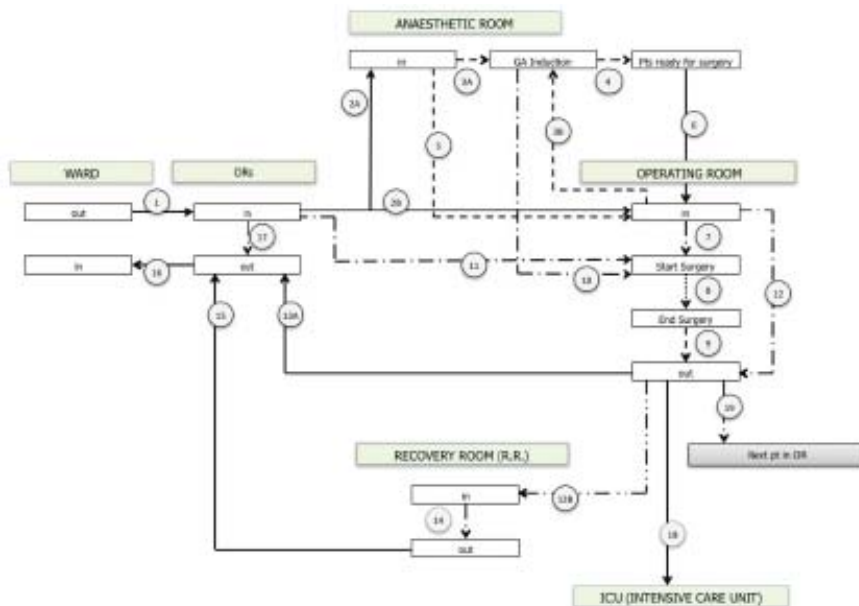 ANAESTHETIC ROOM
in
3A
GA Induction
4
Pts ready for surgery
2A
5
3B
6
WARD
ORs
OPERATING ROOM
out
1
in
2B
in
17
7
in
16
out
11
10
Start Surgery
12
15
13A
8
End Surgery
9
out
19
RECOVERY ROOM (R.R.)
Next pt in OR
in
13B
14
out
18
ICU (INTENSIVE CARE UNIT)